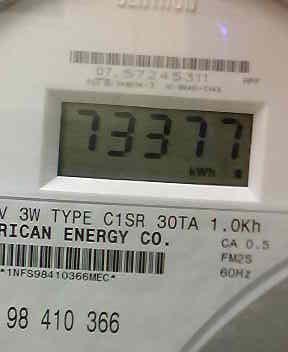 CENTRON
07.57245311
73377
kWh
V 3W TYPE C1SR 30TA 1.0Kh
RICAN ENERGY CO.
CA 0.5
FM2S
60Hz
*1NFS98410366MEC*
98 410 366